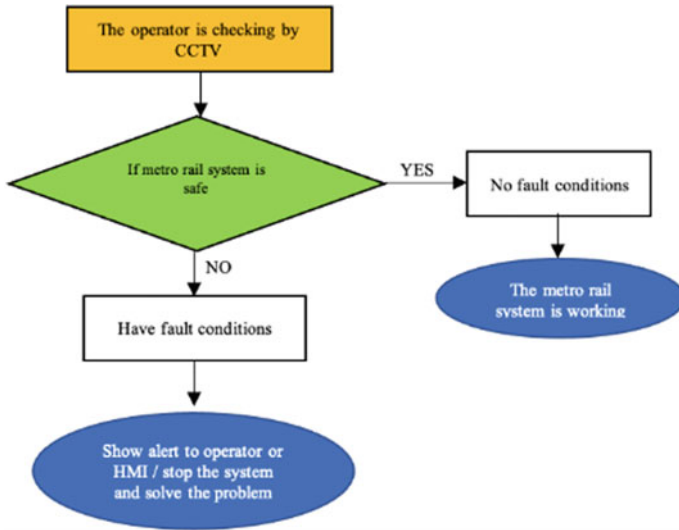 The operator is checking by
CCTV
If metro rail system is
safe
YES
No fault conditions
NO
The metro rail
system is working
Have fault conditions
Show alert to operator or
HMI / stop the system
and solve the problem